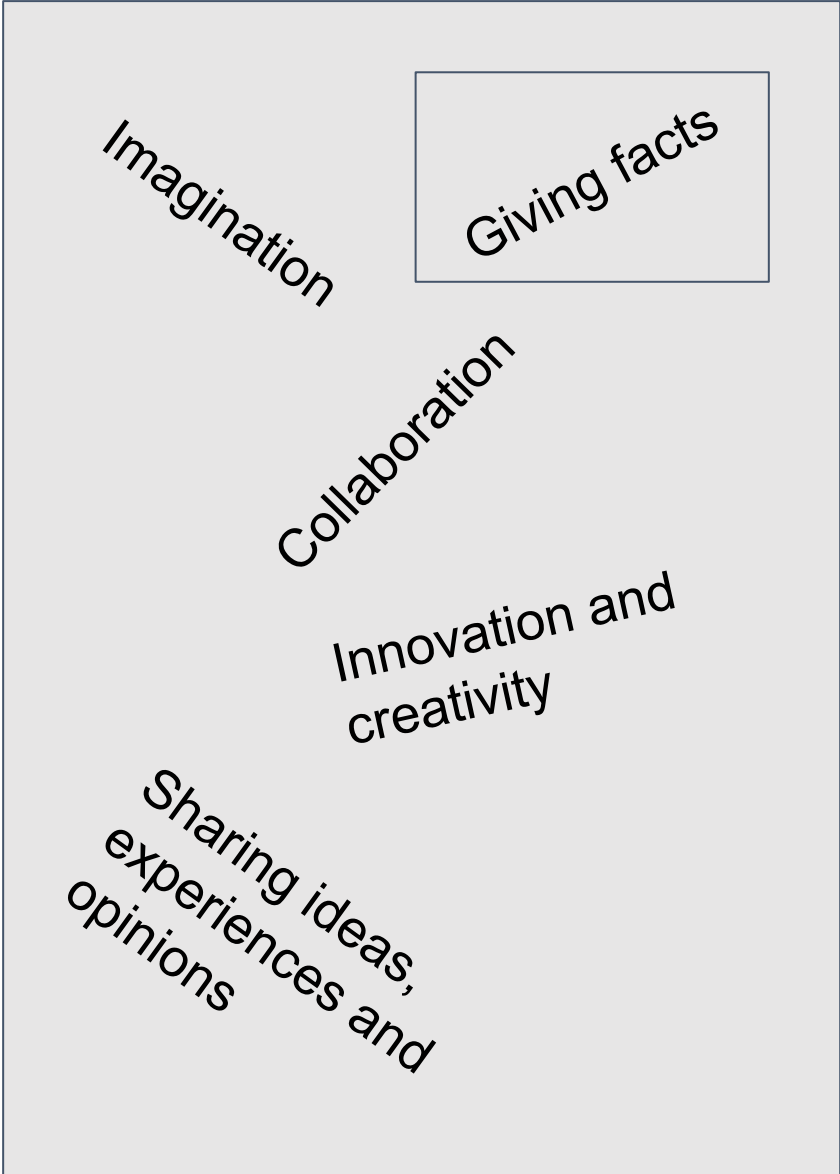 Imagination
Giving facts
Collaboration
Innovation and
creativity
Sharing ideas,
experiences and
opinions